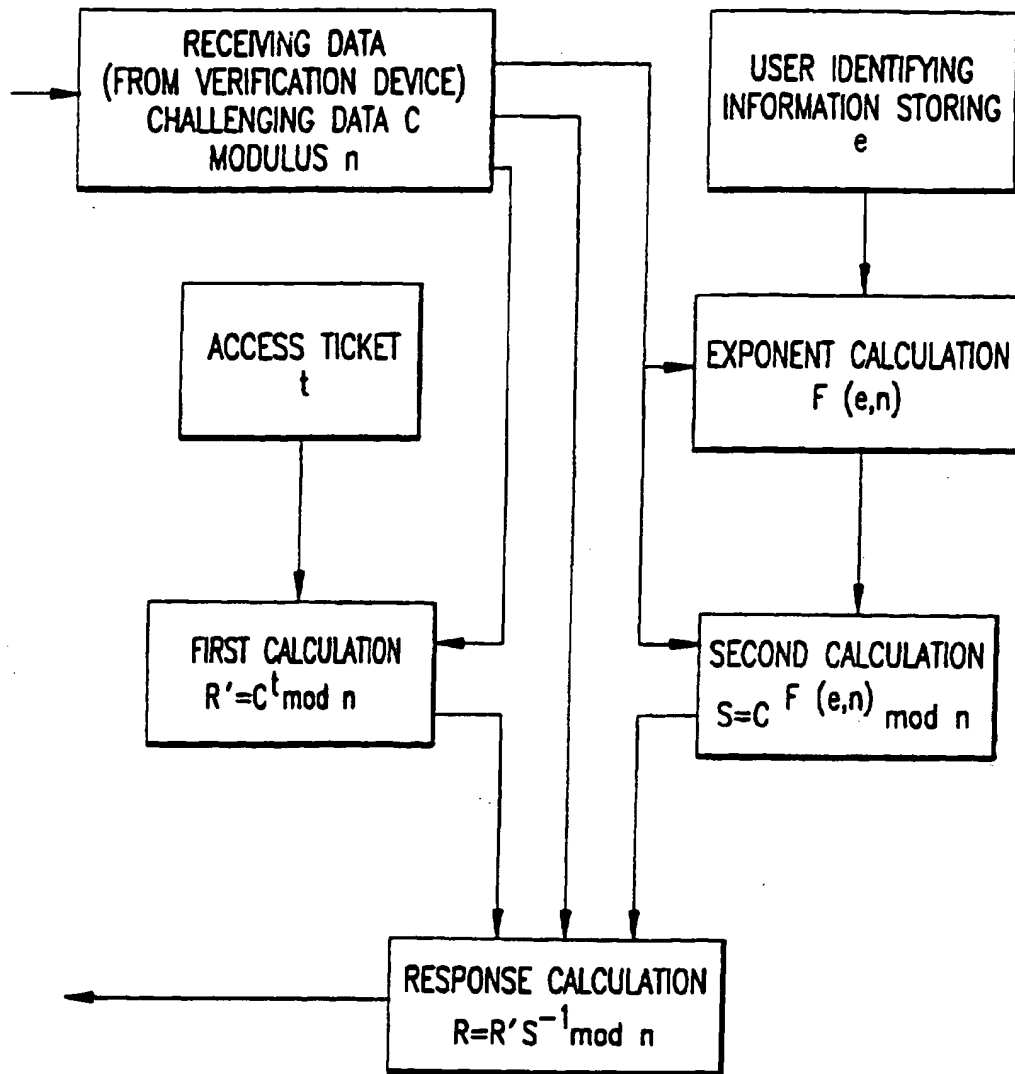 RECEIVING DATA
(FROM VERIFICATION DEVICE)
CHALLENGING DATA C
MODULUS n
USER IDENTIFYING
INFORMATION STORING
e
ACCESS TICKET
t
EXPONENT CALCULATION
F (e,n)
FIRST CALCULATION
R'=C^t mod n
SECOND CALCULATION
S=C^F (e,n) mod n
RESPONSE CALCULATION
R=R'S^-1 mod n